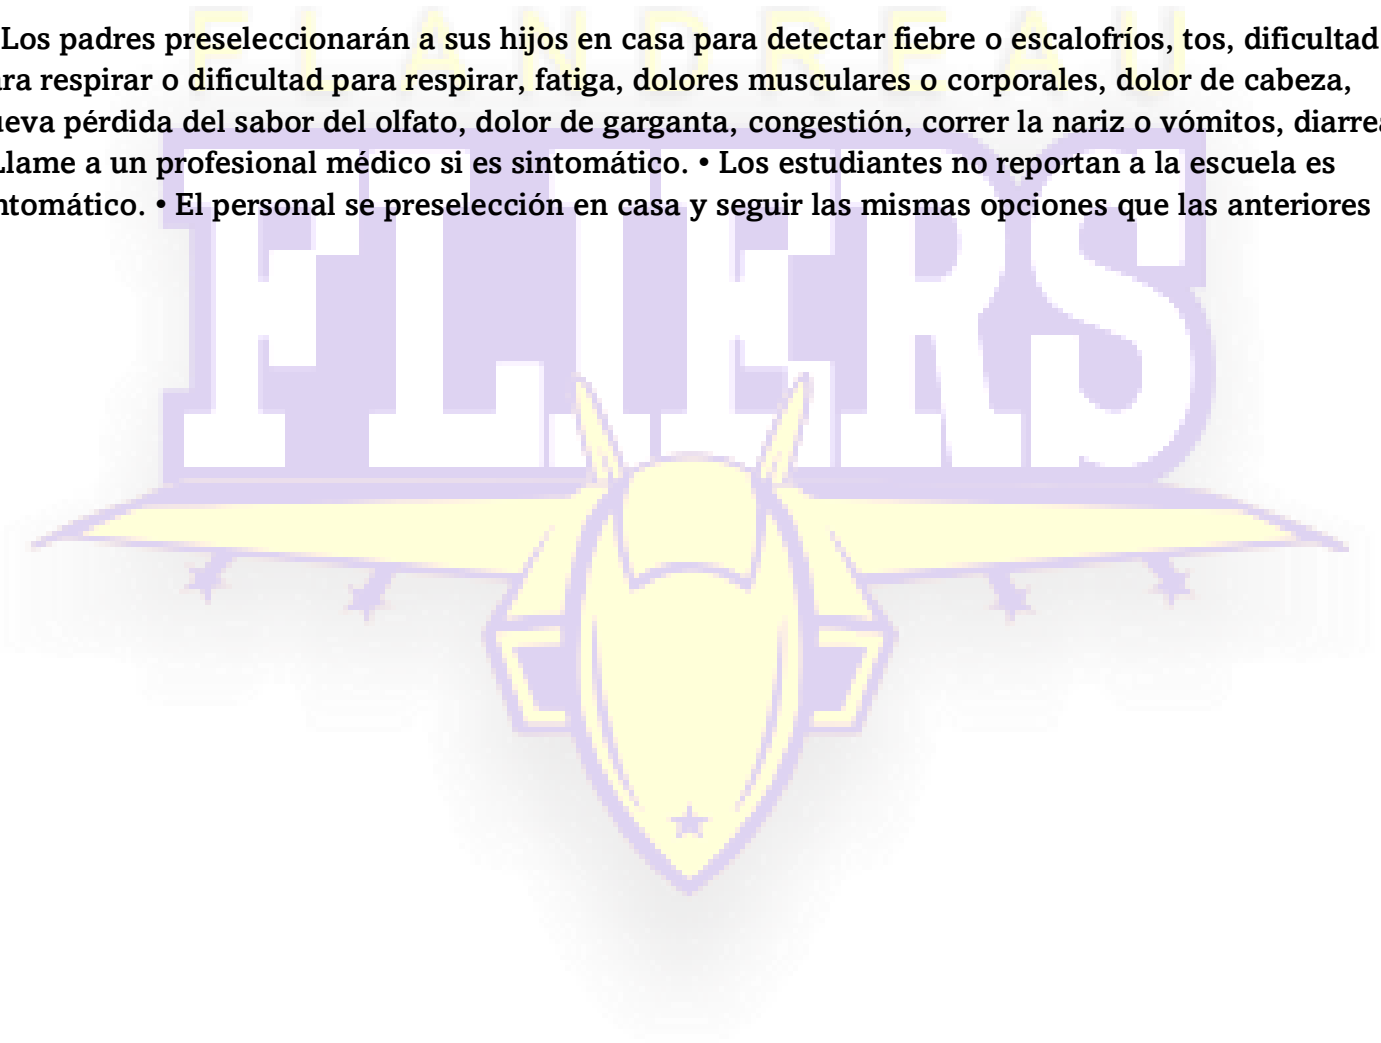 FLANDREAU
Los padres preseleccionarán a sus hijos en casa para detectar fiebre o escalofríos, tos, dificultad
respirar o dificultad para respirar, fatiga, dolores musculares o corporales, dolor de cabeza,
pérdida del sabor del olfato, dolor de garganta, congestión, correr la nariz o vómitos, diarrea
Llame a un profesional médico si es sintomático. • Los estudiantes no reportan a la escuela es
ntomático. • El personal se preselección en casa y seguir las mismas opciones que las anteriores
FLIERS